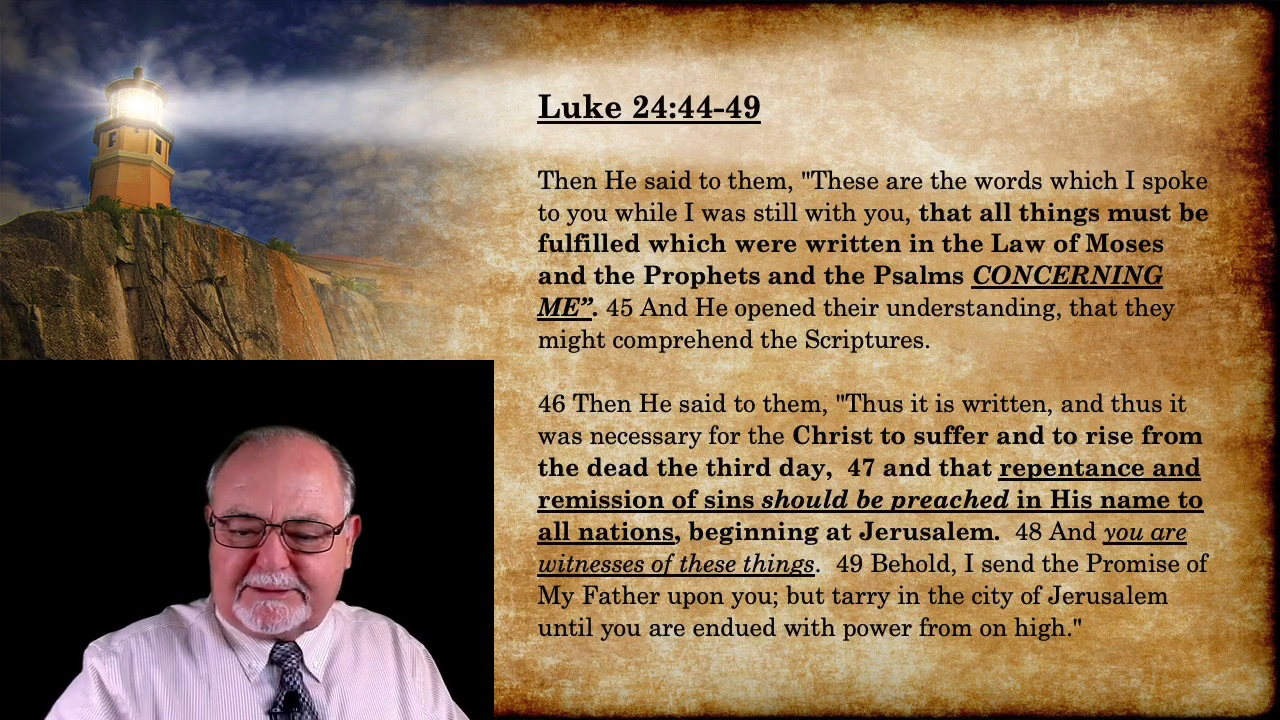 Luke 24:44-49
Then He said to them, "These are the words which I spoke
to you while I was still with you, that all things must be
fulfilled which were written in the Law of Moses
and the Prophets and the Psalms CONCERNING
ME”. 45 And He opened their understanding, that they
might comprehend the Scriptures.
46 Then He said to them, "Thus it is written, and thus it
was necessary for the Christ to suffer and to rise from
the dead the third day,  47 and that repentance and
remission of sins should be preached in His name to
all nations, beginning at Jerusalem.  48 And you are
witnesses of these things.  49 Behold, I send the Promise of
My Father upon you; but tarry in the city of Jerusalem
until you are endued with power from on high."